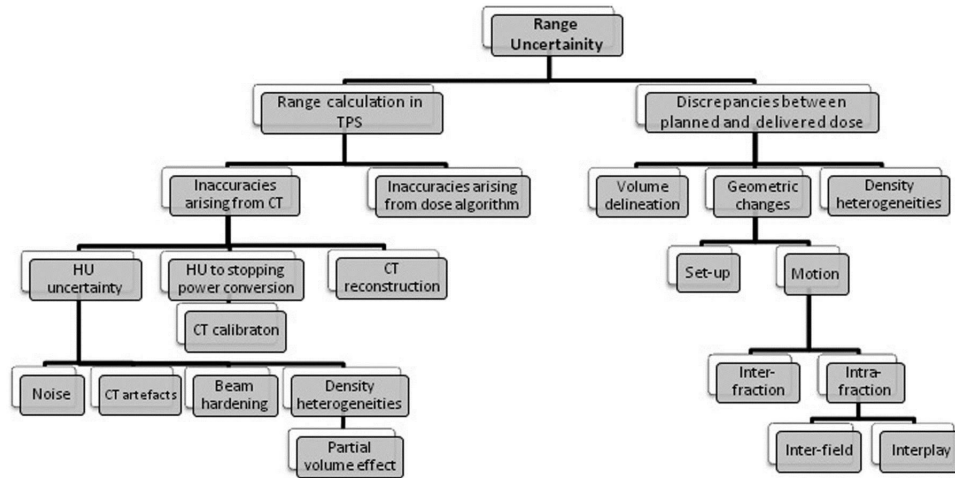 Range
Uncertainity
Range calculation in
TPS
Discrepancies between
planned and delivered dose
Inaccuracies
arising from CT
Inaccuracies arising
from dose algorithm
Volume
delineation
Geometric
changes
Density
heterogeneities
HU
uncertainty
HU to stopping
power conversion
CT
reconstruction
Set-up
Motion
CT calibraton
Noise
CT artefacts
Beam
hardening
Density
heterogeneities
Inter-
fraction
Intra-
fraction
Partial
volume effect
Inter-field
Interplay